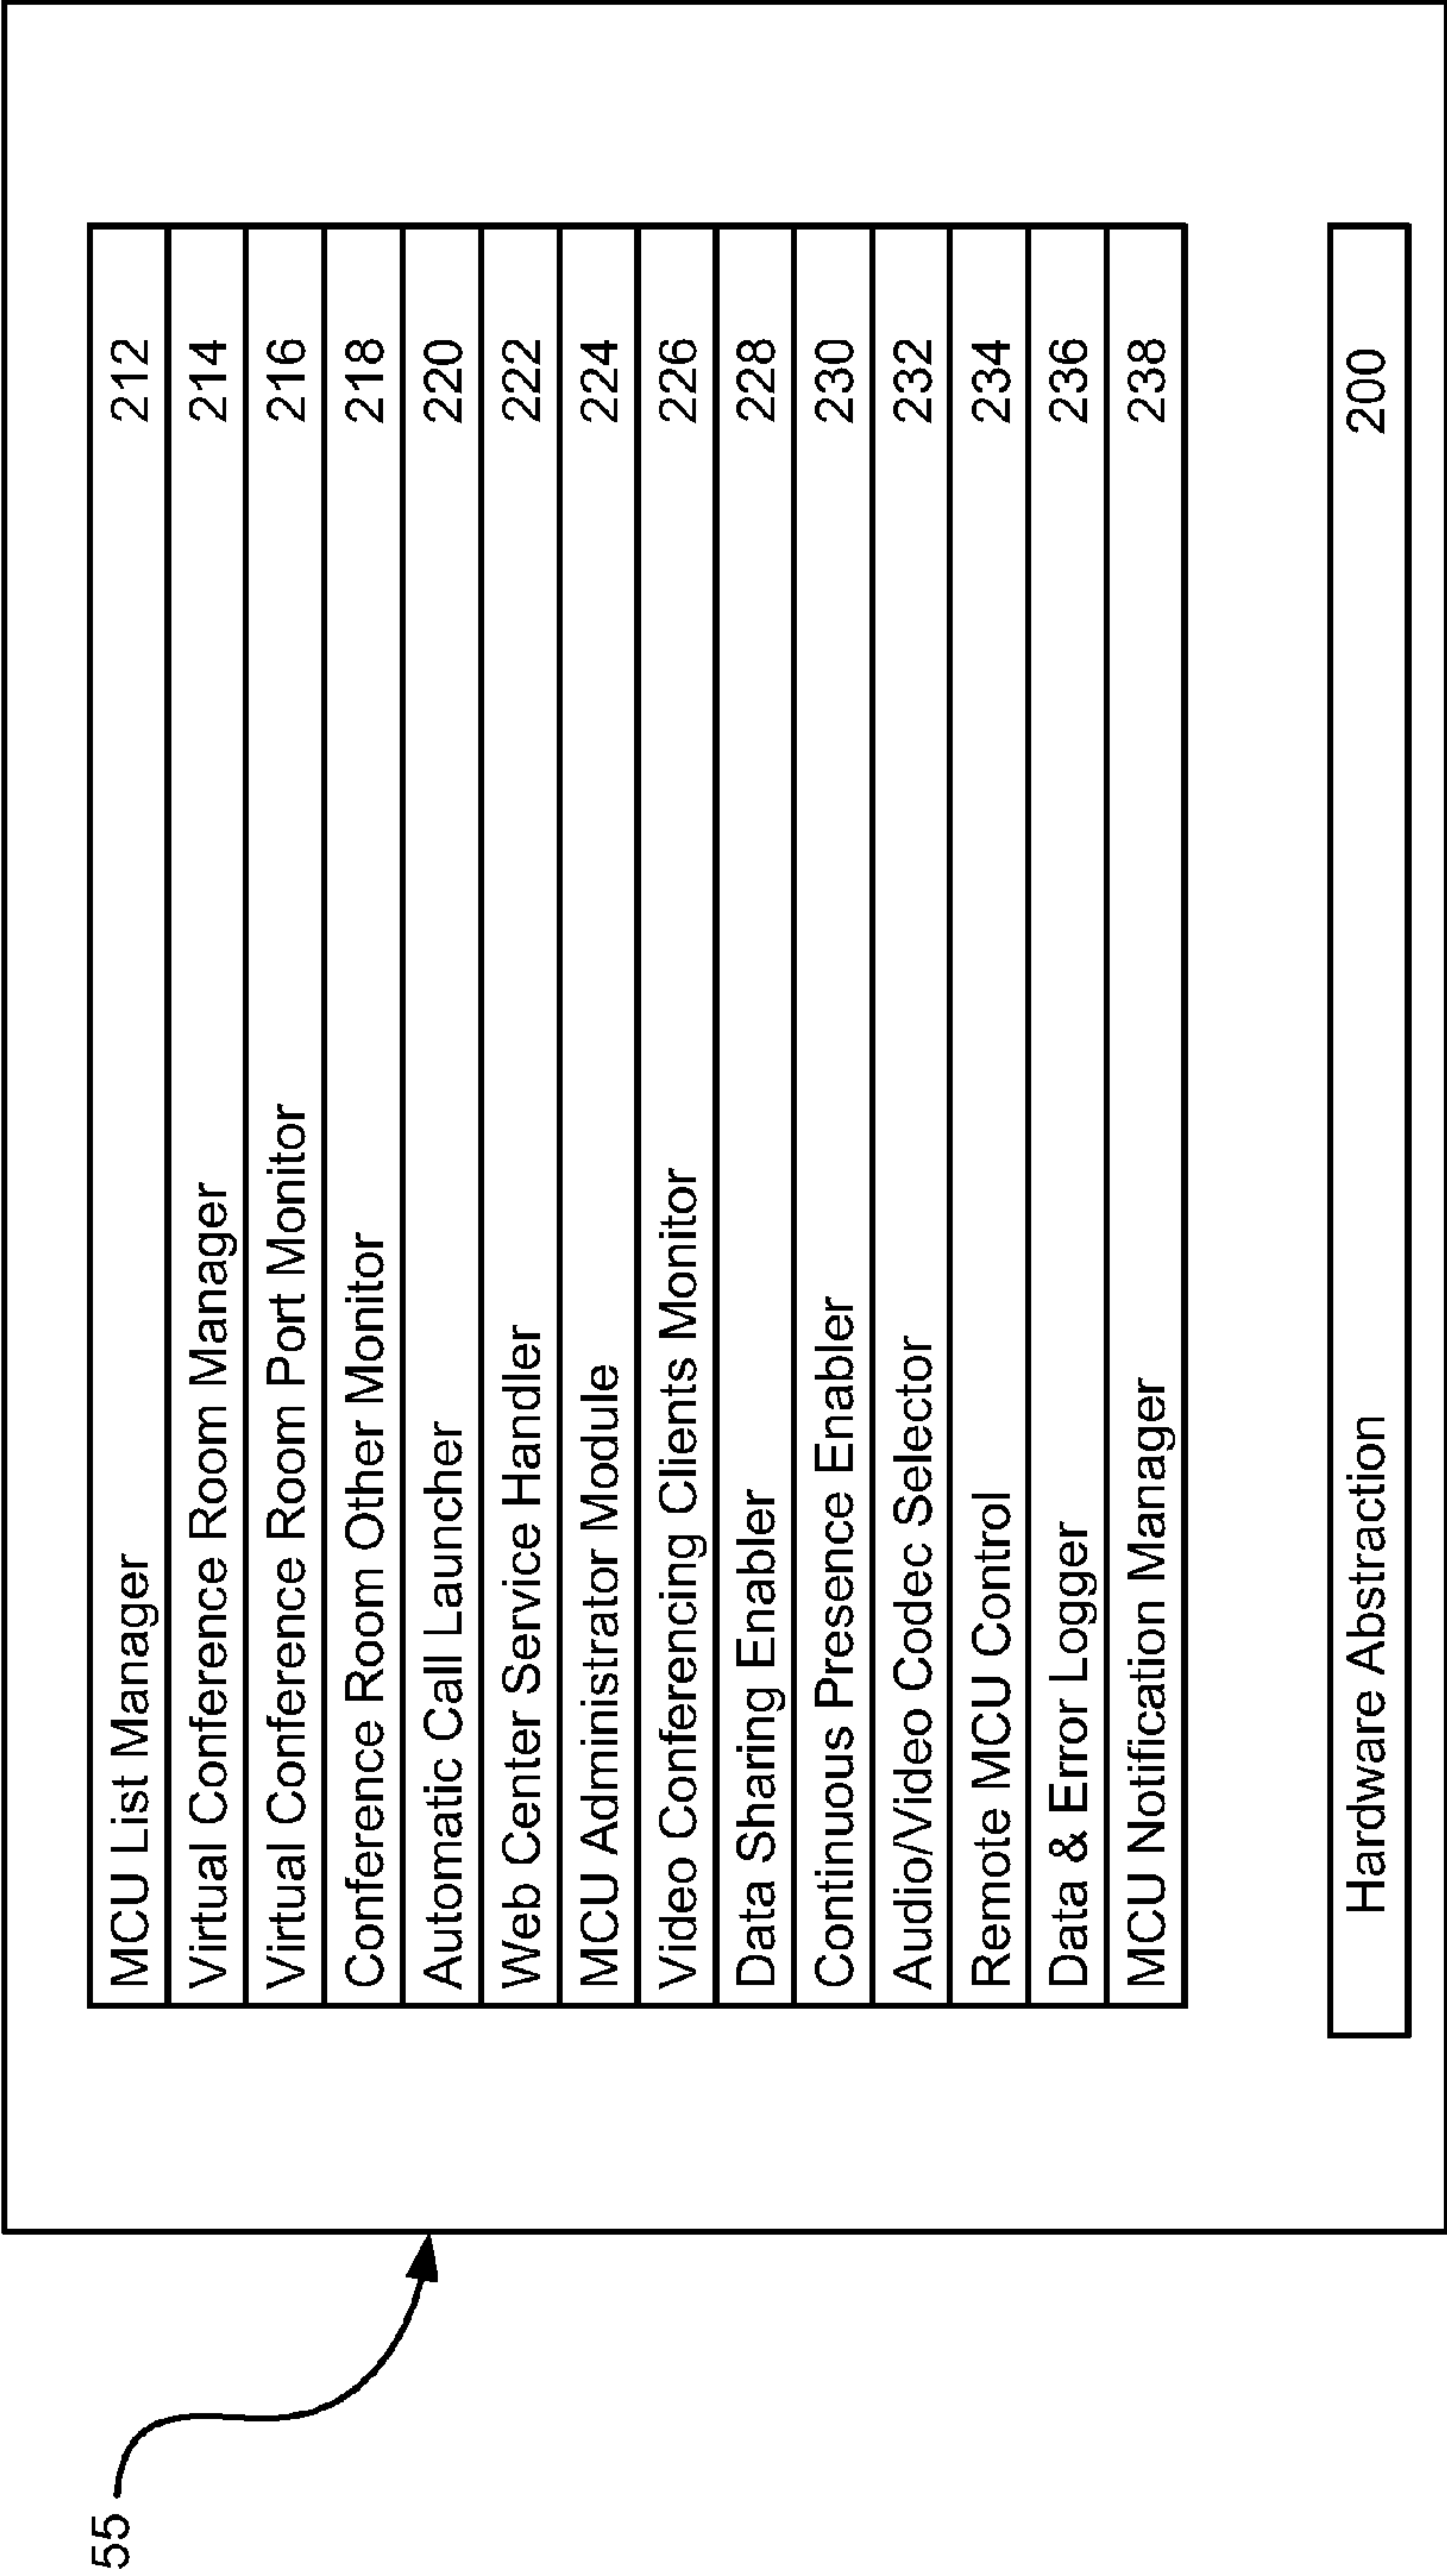 55
MCU List Manager 212
Virtual Conference Room Manager 214
Virtual Conference Room Port Monitor 216
Conference Room Other Monitor 218
Automatic Call Launcher 220
Web Center Service Handler 222
MCU Administrator Module 224
Video Conferencing Clients Monitor 226
Data Sharing Enabler 228
Continuous Presence Enabler 230
Audio/Video Codec Selector 232
Remote MCU Control 234
Data & Error Logger 236
MCU Notification Manager 238
Hardware Abstraction 200